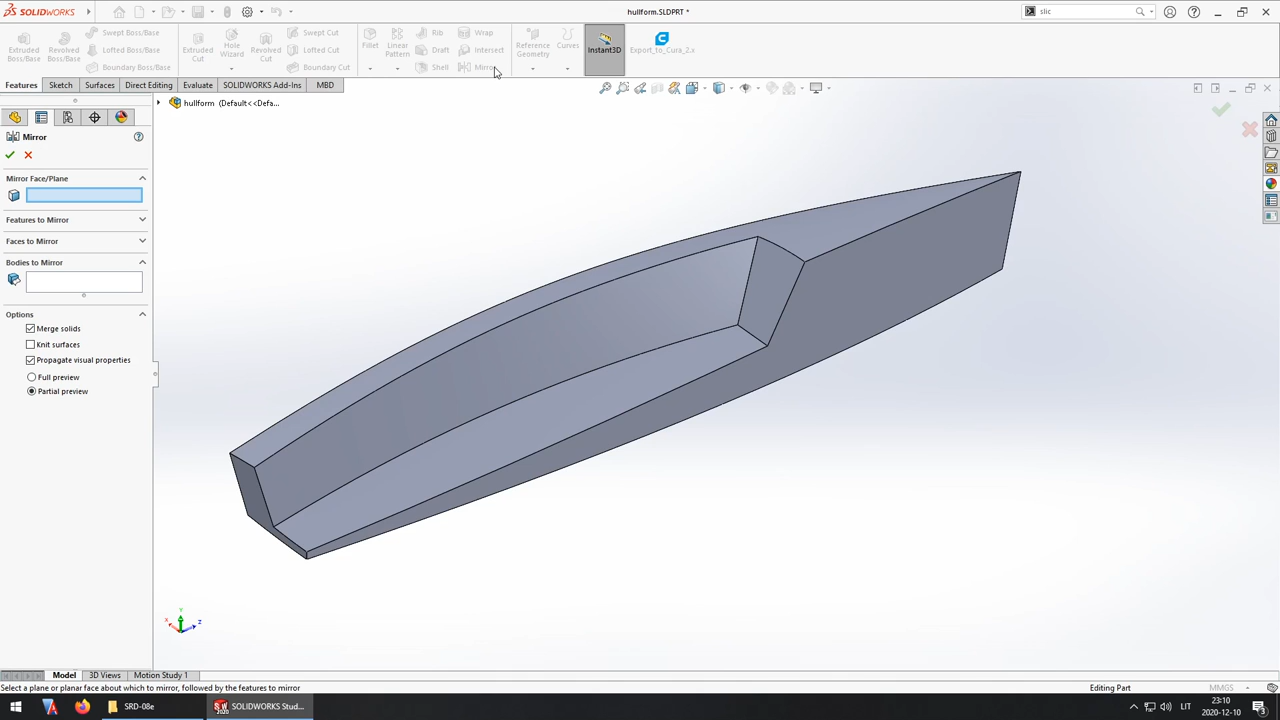 SOLIDWORKS
hullform.SLDPRT *
slic
Extruded Boss/Base
Revolved Boss/Base
Swept Boss/Base
Lofted Boss/Base
Boundary Boss/Base
Extruded Cut
Hole Wizard
Revolved Cut
Swept Cut
Lofted Cut
Boundary Cut
Fillet
Linear Pattern
Rib
Draft
Shell
Wrap
Intersect
Mirror
Reference Geometry
Curves
Instant3D
Export_to_Cura_2.x
Features
Sketch
Surfaces
Direct Editing
Evaluate
SOLIDWORKS Add-Ins
MBD
hullform (Default<<Defa...
Mirror
Mirror Face/Plane
Features to Mirror
Faces to Mirror
Bodies to Mirror
Options
Merge solids
Knit surfaces
Propagate visual properties
Full preview
Partial preview
Y
X
Z
Model
3D Views
Motion Study 1
Select a plane or planar face about which to mirror, followed by the features to mirror
Editing Part
MMGS
SRD-08e
SW 2020
SOLIDWORKS Stud...
LIT
23:10
2020-12-10
3